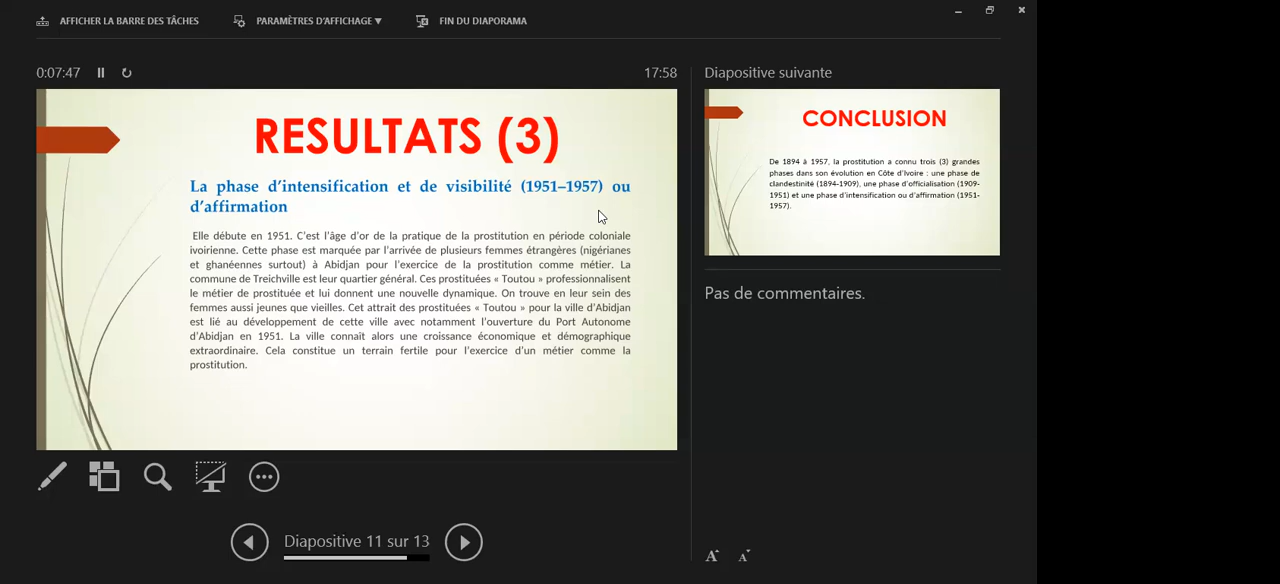 AFFICHER LA BARRE DES TÂCHES
PARAMÈTRES D'AFFICHAGE ▼
FIN DU DIAPORAMA
0:07:47
17:58
RESULTATS (3)
La phase d'intensification et de visibilité (1951–1957) ou
d'affirmation
Elle débute en 1951. C'est l'âge d'or de la pratique de la prostitution en période coloniale
ivoirienne. Cette phase est marquée par l'arrivée de plusieurs femmes étrangères (nigérianes
et ghanéennes surtout) à Abidjan pour l'exercice de la prostitution comme métier. La
commune de Treichville est leur quartier général. Ces prostituées « Toutou » professionnalisent
le métier de prostituée et lui donnent une nouvelle dynamique. On trouve en leur sein des
femmes aussi jeunes que vieilles. Cet attrait des prostituées « Toutou » pour la ville d'Abidjan
est lié au développement de cette ville avec notamment l'ouverture du Port Autonome
d'Abidjan en 1951. La ville connaît alors une croissance économique et démographique
extraordinaire. Cela constitue un terrain fertile pour l'exercice d'un métier comme la
prostitution.
Diapositive 11 sur 13
Diapositive suivante
CONCLUSION
De 1894 à 1957, la prostitution a connu trois (3) grandes
phases dans son évolution en Côte d'Ivoire : une phase de
clandestinité (1894-1909), une phase d'officialisation (1909-
1951) et une phase d'intensification ou d'affirmation (1951-
1957).
Pas de commentaires.
A A